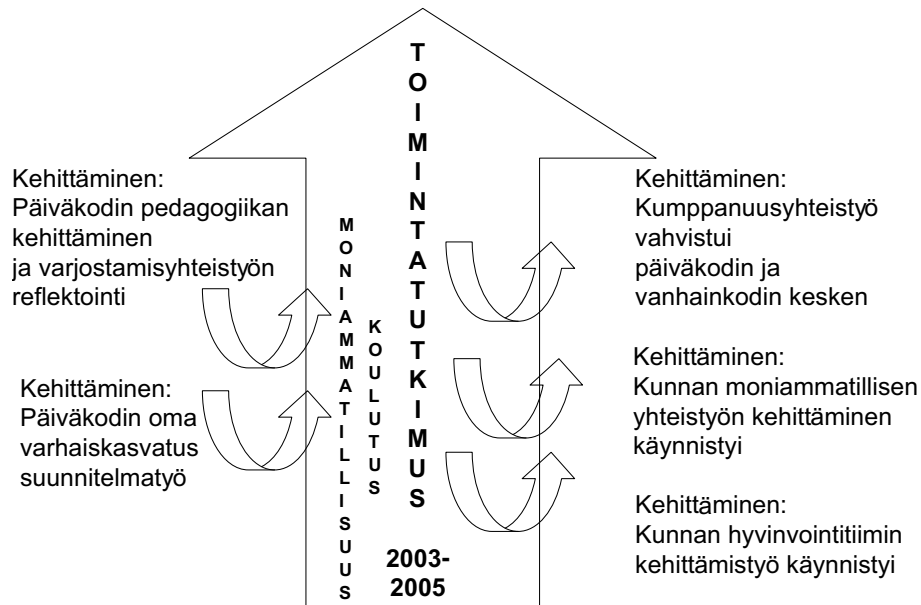 Kehittäminen:
Päiväkodin pedagogiikan
kehittäminen
ja varjostamisyhteistyön
reflektointi
Kehittäminen:
Päiväkodin oma
varhaiskasvatus
suunnitelmatyö
MONIAMMATILLISUUS
KOULUTUS
TOIMINTATUTKIMUS
2003-
2005
Kehittäminen:
Kumppanuusyhteistyö
vahvistui
päiväkodin ja
vanhainkodin kesken
Kehittäminen:
Kunnan moniammatillisen
yhteistyön kehittäminen
käynnistyi
Kehittäminen:
Kunnan hyvinvointitiimin
kehittämistyö käynnistyi